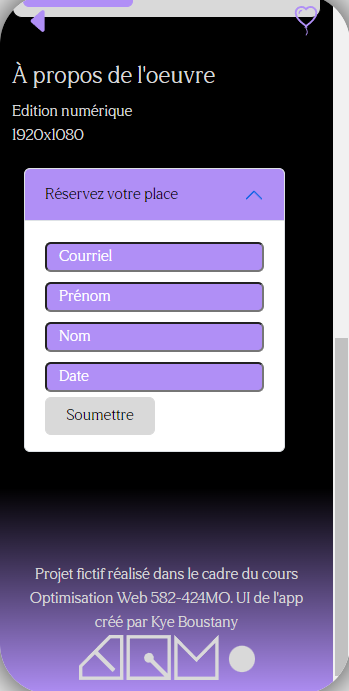 À propos de l'oeuvre
Edition numérique
1920x1080
Réservez votre place
Courriel
Prénom
Nom
Date
Soumettre
Projet fictif réalisé dans le cadre du cours
Optimisation Web 582-424MO. UI de l'app
créé par Kye Boustany